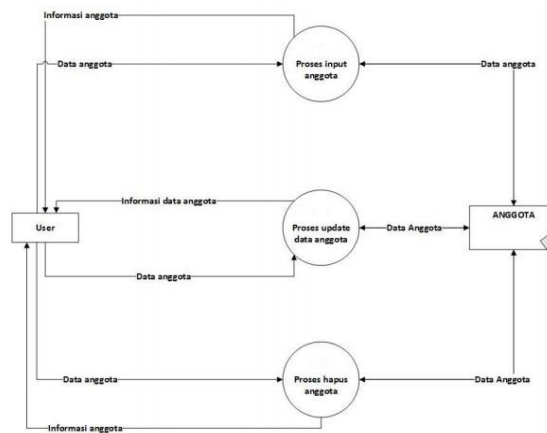 Informasi anggota
Data anggota
Proses input
anggota
Data anggota
Informasi data anggota
User
Proses update
data anggota
Data Anggota
ANGGOTA
Data anggota
Data anggota
Proses hapus
anggota
Data Anggota
Informasi anggota